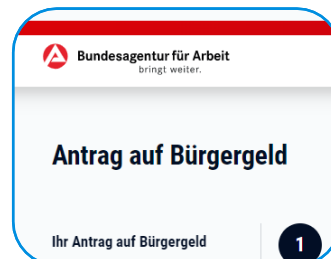 Bundesagentur für Arbeit
bringt weiter.
Antrag auf Bürgergeld
Ihr Antrag auf Bürgergeld
1